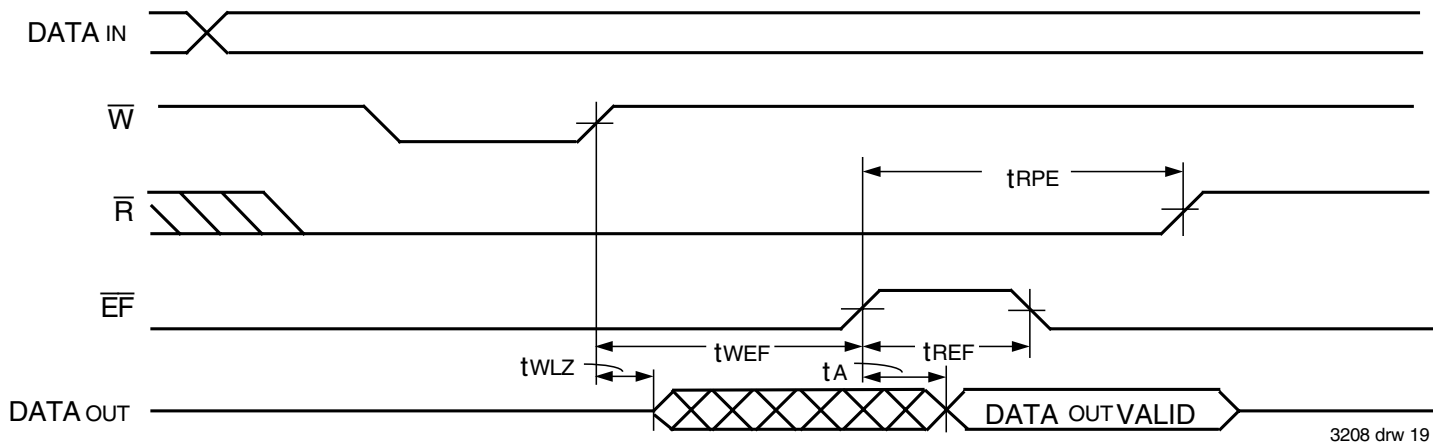 DATA IN
W
tRPE
R
EF
tWEF
tREF
tWLZ
tA
DATA OUT
DATA OUT VALID
3208 drw 19